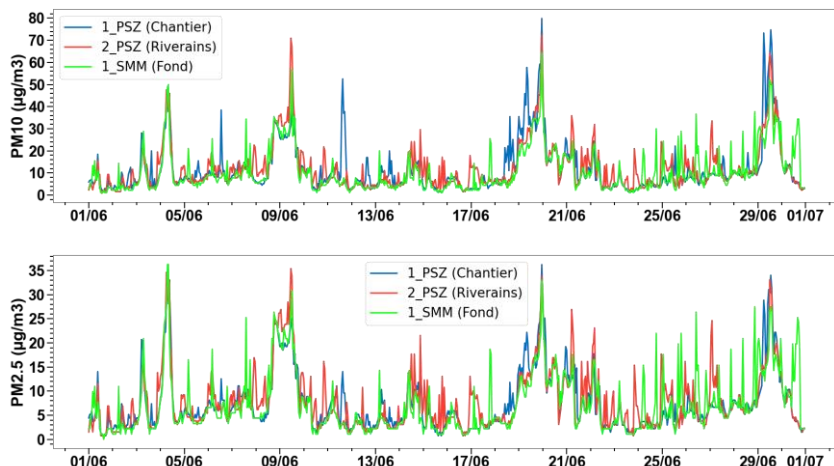 80
70
60
50
40
30
20
10
0
PM10 (µg/m3)
1_PSZ (Chantier)
2_PSZ (Riverains)
1_SMM (Fond)
01/06 05/06 09/06 13/06 17/06 21/06 25/06 29/06 01/07
35
30
25
20
15
10
5
0
PM2.5 (µg/m3)
1_PSZ (Chantier)
2_PSZ (Riverains)
1_SMM (Fond)
01/06 05/06 09/06 13/06 17/06 21/06 25/06 29/06 01/07